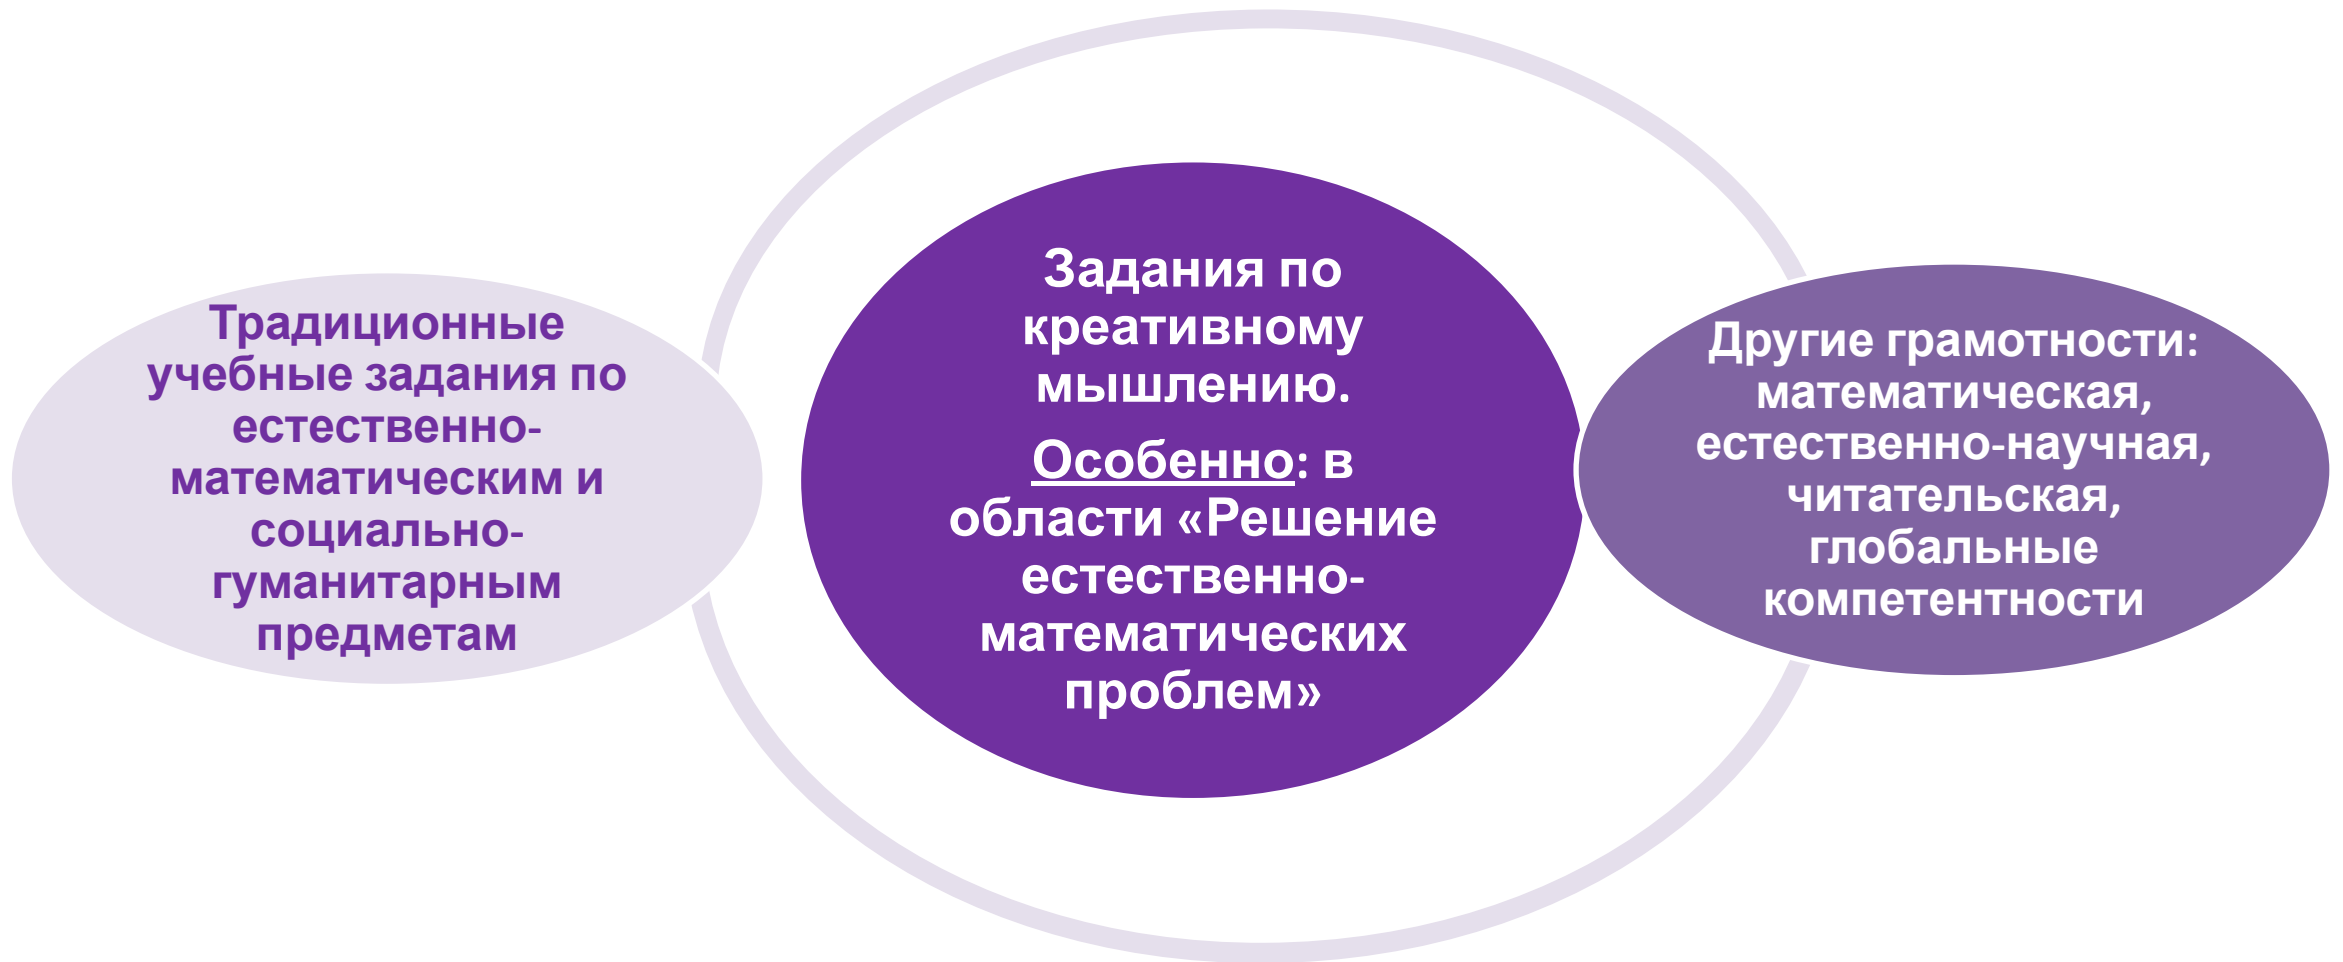 Традиционные
учебные задания по
естественно-
математическим и
социально-
гуманитарным
предметам
Задания по
креативному
мышлению.
Особенно: в
области «Решение
естественно-
математических
проблем»
Другие грамотности:
математическая,
естественно-научная,
читательская,
глобальные
компетентности